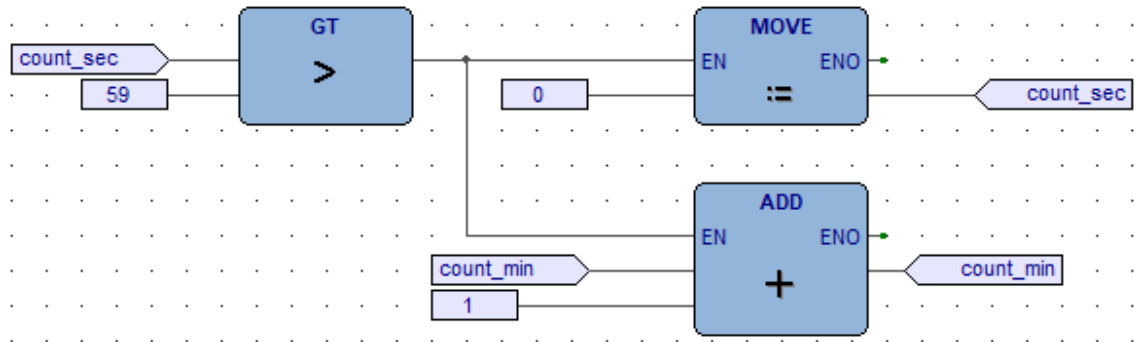 GT
count_sec
>
59
MOVE
EN ENO
0
:=
count_sec
ADD
EN ENO
count_min
+
1
count_min